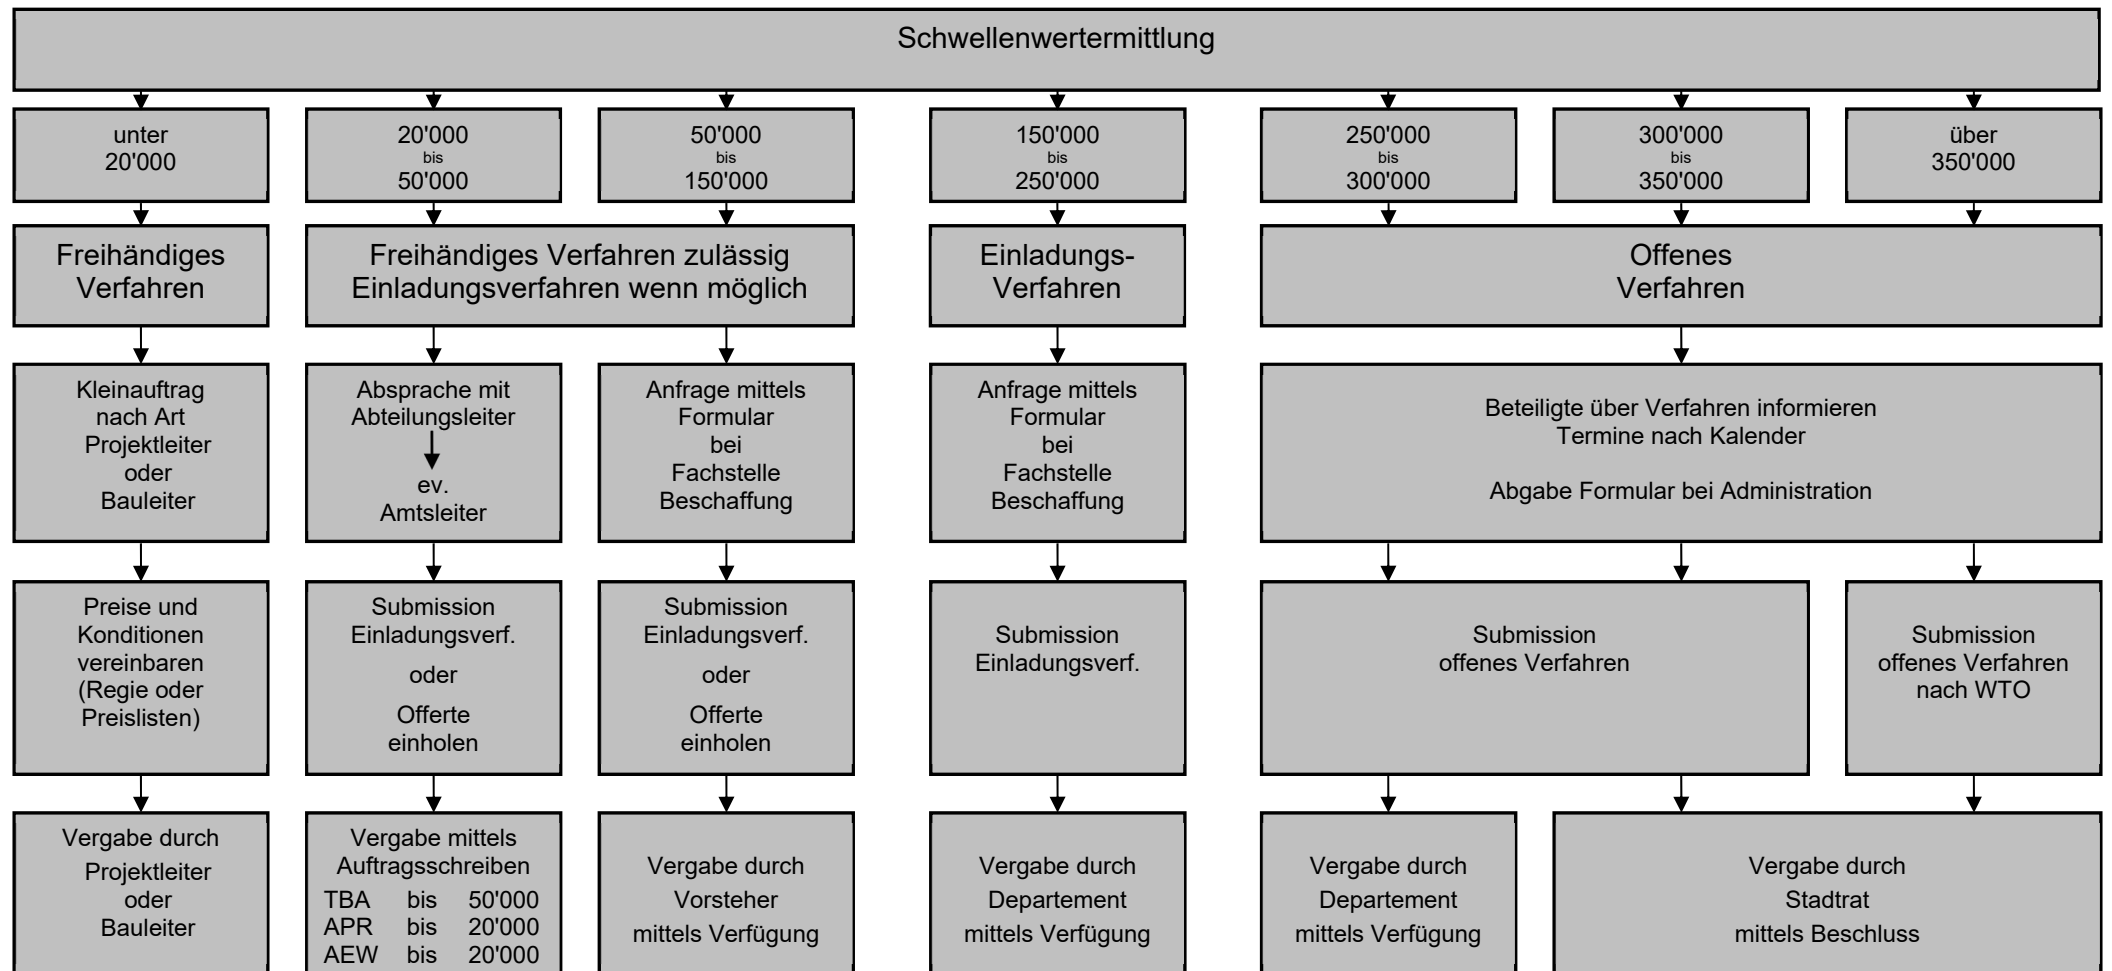 Schwellenwertermittlung
unter
20'000
20'000
bis
50'000
50'000
bis
150'000
150'000
bis
250'000
250'000
bis
300'000
300'000
bis
350'000
über
350'000
Freihändiges
Verfahren
Freihändiges Verfahren zulässig
Einladungsverfahren wenn möglich
Einladungs-
Verfahren
Offenes
Verfahren
Kleinauftrag
nach Art
Projektleiter
oder
Bauleiter
Absprache mit
Abteilungsleiter
ev.
Amtsleiter
Anfrage mittels
Formular
bei
Fachstelle
Beschaffung
Anfrage mittels
Formular
bei
Fachstelle
Beschaffung
Beteiligte über Verfahren informieren
Termine nach Kalender
Abgabe Formular bei Administration
Preise und
Konditionen
vereinbaren
(Regie oder
Preislisten)
Submission
Einladungsverf.
oder
Offerte
einholen
Submission
Einladungsverf.
oder
Offerte
einholen
Submission
Einladungsverf.
Submission
offenes Verfahren
Submission
offenes Verfahren
nach WTO
Vergabe durch
Projektleiter
oder
Bauleiter
Vergabe mittels
Auftragsschreiben
TBA bis 50'000
APR bis 20'000
AEW bis 20'000
Vergabe durch
Vorsteher
mittels Verfügung
Vergabe durch
Departement
mittels Verfügung
Vergabe durch
Departement
mittels Verfügung
Vergabe durch
Stadtrat
mittels Beschluss